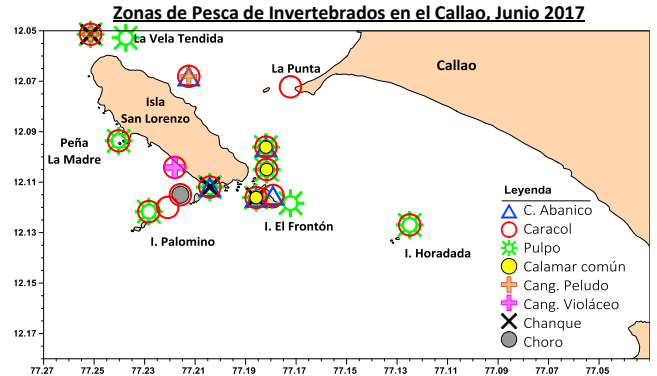 Zonas de Pesca de Invertebrados en el Callao, Junio 2017
12.05
La Vela Tendida
La Punta
Callao
12.07
Isla
San Lorenzo
12.09
Peña
La Madre
12.11
Leyenda
C. Abanico
Caracol
Pulpo
Calamar común
Cang. Peludo
Cang. Violáceo
Chanque
Choro
I. El Frontón
I. Palomino
12.13
I. Horadada
12.15
12.17
77.27 77.25 77.23 77.21 77.19 77.17 77.15 77.13 77.11 77.09 77.07 77.05